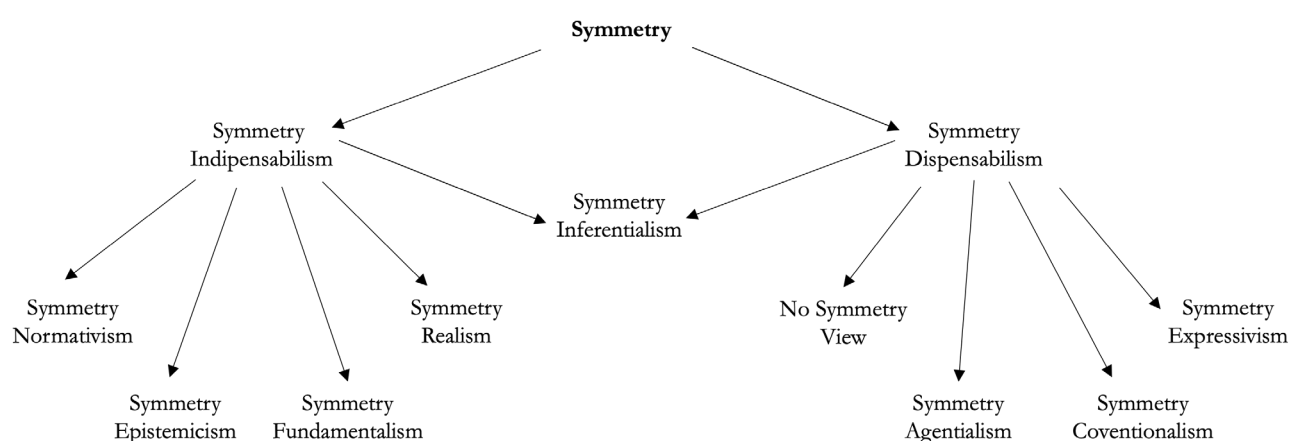 Symmetry
Symmetry
Indipensabilism
Symmetry
Dispensabilism
Symmetry
Inferentialism
Symmetry
Normativism
Symmetry
Realism
No Symmetry
View
Symmetry
Expressivism
Symmetry
Epistemicism
Symmetry
Fundamentalism
Symmetry
Agentialism
Symmetry
Coventionalism